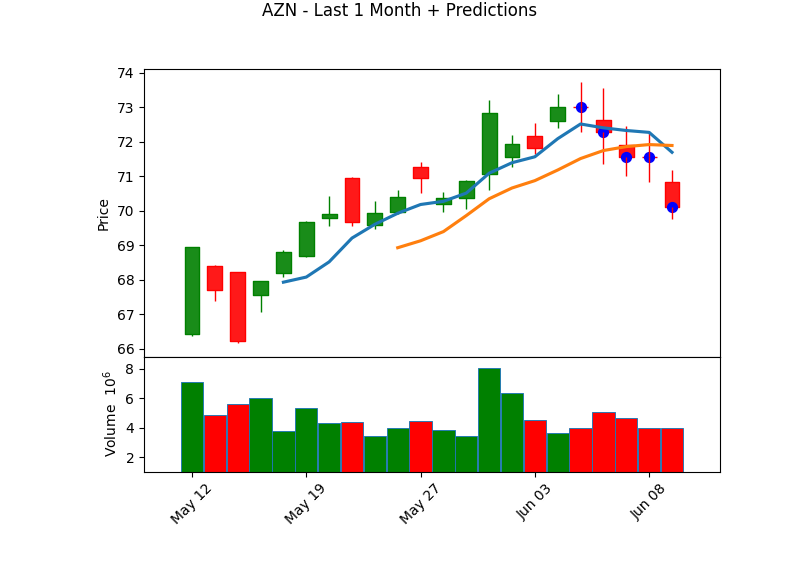 AZN - Last 1 Month + Predictions
74
73
72
71
70
69
68
67
66
Price
8
6
4
2
Volume 10⁶
May 12
May 19
May 27
Jun 03
Jun 08